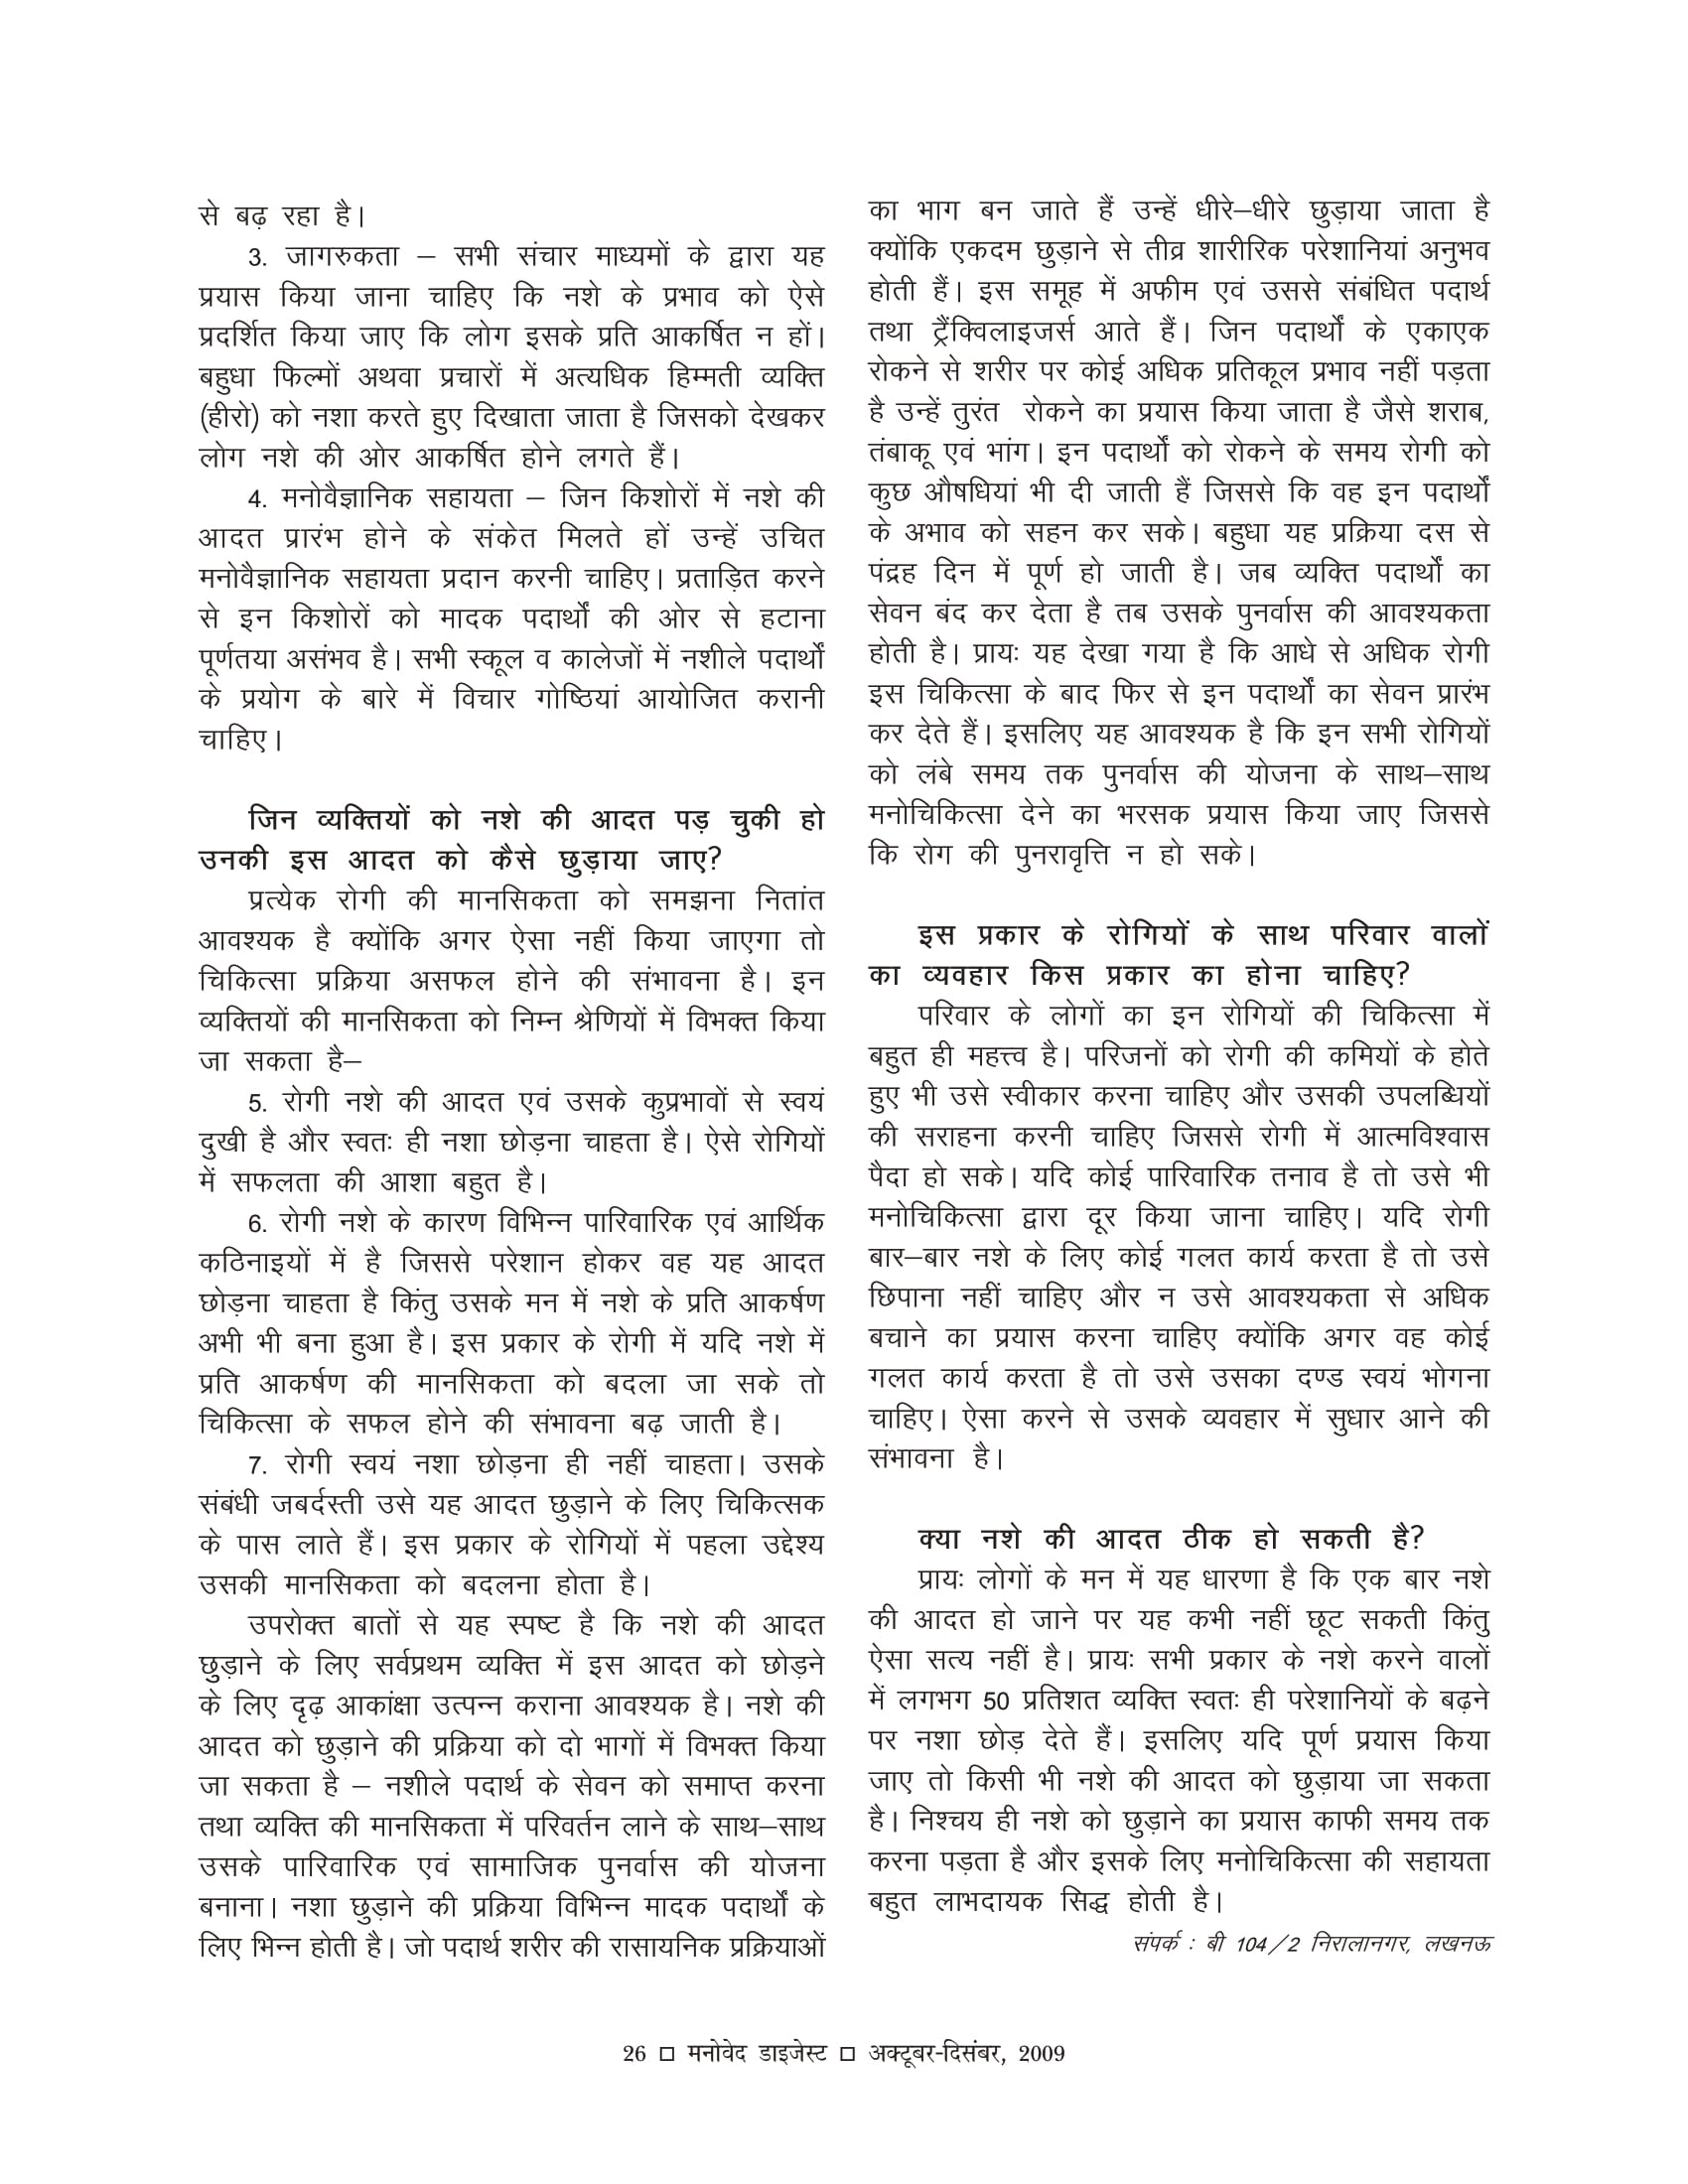 से बढ़ रहा है।
3. जागरुकता – सभी संचार माध्यमों के द्वारा यह
प्रयास किया जाना चाहिए कि नशे के प्रभाव को ऐसे
प्रदर्शित किया जाए कि लोग इसके प्रति आकर्षित न हों।
बहुधा फिल्मों अथवा प्रचारों में अत्यधिक हिम्मती व्यक्ति
(हीरो) को नशा करते हुए दिखाता जाता है जिसको देखकर
लोग नशे की ओर आकर्षित होने लगते हैं।
4. मनोवैज्ञानिक सहायता – जिन किशोरों में नशे की
आदत प्रारंभ होने के संकेत मिलते हों उन्हें उचित
मनोवैज्ञानिक सहायता प्रदान करनी चाहिए। प्रताड़ित करने
से इन किशोरों को मादक पदार्थों की ओर से हटाना
पूर्णतया असंभव है। सभी स्कूल व कालेजों में नशीले पदार्थों
के प्रयोग के बारे में विचार गोष्ठियां आयोजित करानी
चाहिए।
जिन व्यक्तियों को नशे की आदत पड़ चुकी हो
उनकी इस आदत को कैसे छुड़ाया जाए?
प्रत्येक रोगी की मानसिकता को समझना नितांत
आवश्यक है क्योंकि अगर ऐसा नहीं किया जाएगा तो
चिकित्सा प्रक्रिया असफल होने की संभावना है। इन
व्यक्तियों की मानसिकता को निम्न श्रेणियों में विभक्त किया
जा सकता है–
5. रोगी नशे की आदत एवं उसके कुप्रभावों से स्वयं
दुखी है और स्वतः ही नशा छोड़ना चाहता है। ऐसे रोगियों
में सफलता की आशा बहुत है।
6. रोगी नशे के कारण विभिन्न पारिवारिक एवं आर्थिक
कठिनाइयों में है जिससे परेशान होकर वह यह आदत
छोड़ना चाहता है किंतु उसके मन में नशे के प्रति आकर्षण
अभी भी बना हुआ है। इस प्रकार के रोगी में यदि नशे में
प्रति आकर्षण की मानसिकता को बदला जा सके तो
चिकित्सा के सफल होने की संभावना बढ़ जाती है।
7. रोगी स्वयं नशा छोड़ना ही नहीं चाहता। उसके
संबंधी जबर्दस्ती उसे यह आदत छुड़ाने के लिए चिकित्सक
के पास लाते हैं। इस प्रकार के रोगियों में पहला उद्देश्य
उसकी मानसिकता को बदलना होता है।
उपरोक्त बातों से यह स्पष्ट है कि नशे की आदत
छुड़ाने के लिए सर्वप्रथम व्यक्ति में इस आदत को छोड़ने
के लिए दृढ़ आकांक्षा उत्पन्न कराना आवश्यक है। नशे की
आदत को छुड़ाने की प्रक्रिया को दो भागों में विभक्त किया
जा सकता है – नशीले पदार्थ के सेवन को समाप्त करना
तथा व्यक्ति की मानसिकता में परिवर्तन लाने के साथ–साथ
उसके पारिवारिक एवं सामाजिक पुनर्वास की योजना
बनाना। नशा छुड़ाने की प्रक्रिया विभिन्न मादक पदार्थों के
लिए भिन्न होती है। जो पदार्थ शरीर की रासायनिक प्रक्रियाओं
का भाग बन जाते हैं उन्हें धीरे–धीरे छुड़ाया जाता है
क्योंकि एकदम छुड़ाने से तीव्र शारीरिक परेशानियां अनुभव
होती हैं। इस समूह में अफीम एवं उससे संबंधित पदार्थ
तथा ट्रैंक्विलाइजर्स आते हैं। जिन पदार्थों के एकाएक
रोकने से शरीर पर कोई अधिक प्रतिकूल प्रभाव नहीं पड़ता
है उन्हें तुरंत रोकने का प्रयास किया जाता है जैसे शराब,
तंबाकू एवं भांग। इन पदार्थों को रोकने के समय रोगी को
कुछ औषधियां भी दी जाती हैं जिससे कि वह इन पदार्थों
के अभाव को सहन कर सके। बहुधा यह प्रक्रिया दस से
पंद्रह दिन में पूर्ण हो जाती है। जब व्यक्ति पदार्थों का
सेवन बंद कर देता है तब उसके पुनर्वास की आवश्यकता
होती है। प्रायः यह देखा गया है कि आधे से अधिक रोगी
इस चिकित्सा के बाद फिर से इन पदार्थों का सेवन प्रारंभ
कर देते हैं। इसलिए यह आवश्यक है कि इन सभी रोगियों
को लंबे समय तक पुनर्वास की योजना के साथ–साथ
मनोचिकित्सा देने का भरसक प्रयास किया जाए जिससे
कि रोग की पुनरावृत्ति न हो सके।
इस प्रकार के रोगियों के साथ परिवार वालों
का व्यवहार किस प्रकार का होना चाहिए?
परिवार के लोगों का इन रोगियों की चिकित्सा में
बहुत ही महत्त्व है। परिजनों को रोगी की कमियों के होते
हुए भी उसे स्वीकार करना चाहिए और उसकी उपलब्धियों
की सराहना करनी चाहिए जिससे रोगी में आत्मविश्वास
पैदा हो सके। यदि कोई पारिवारिक तनाव है तो उसे भी
मनोचिकित्सा द्वारा दूर किया जाना चाहिए। यदि रोगी
बार–बार नशे के लिए कोई गलत कार्य करता है तो उसे
छिपाना नहीं चाहिए और न उसे आवश्यकता से अधिक
बचाने का प्रयास करना चाहिए क्योंकि अगर वह कोई
गलत कार्य करता है तो उसे उसका दण्ड स्वयं भोगना
चाहिए। ऐसा करने से उसके व्यवहार में सुधार आने की
संभावना है।
क्या नशे की आदत ठीक हो सकती है?
प्रायः लोगों के मन में यह धारणा है कि एक बार नशे
की आदत हो जाने पर यह कभी नहीं छूट सकती किंतु
ऐसा सत्य नहीं है। प्रायः सभी प्रकार के नशे करने वालों
में लगभग 50 प्रतिशत व्यक्ति स्वतः ही परेशानियों के बढ़ने
पर नशा छोड़ देते हैं। इसलिए यदि पूर्ण प्रयास किया
जाए तो किसी भी नशे की आदत को छुड़ाया जा सकता
है। निश्चय ही नशे को छुड़ाने का प्रयास काफी समय तक
करना पड़ता है और इसके लिए मनोचिकित्सा की सहायता
बहुत लाभदायक सिद्ध होती है।
संपर्क : बी 104/2 निरालानगर, लखनऊ
26 □ मनोवेद डाइजेस्ट □ अक्टूबर-दिसंबर, 2009